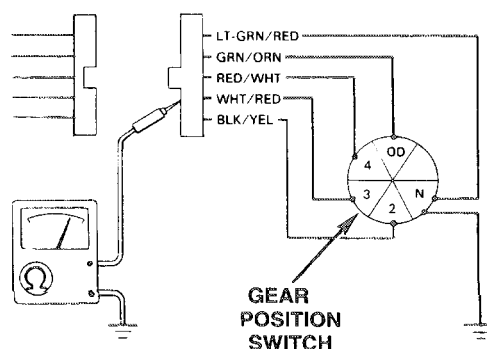 LT-GRN/RED
GRN/ORN
RED/WHT
WHT/RED
BLK/YEL
OD
4
3
N
2
Ω
GEAR
POSITION
SWITCH